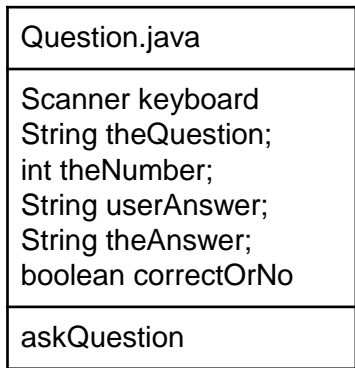 Question.java
Scanner keyboard
String theQuestion;
int theNumber;
String userAnswer;
String theAnswer;
boolean correctOrNo
askQuestion